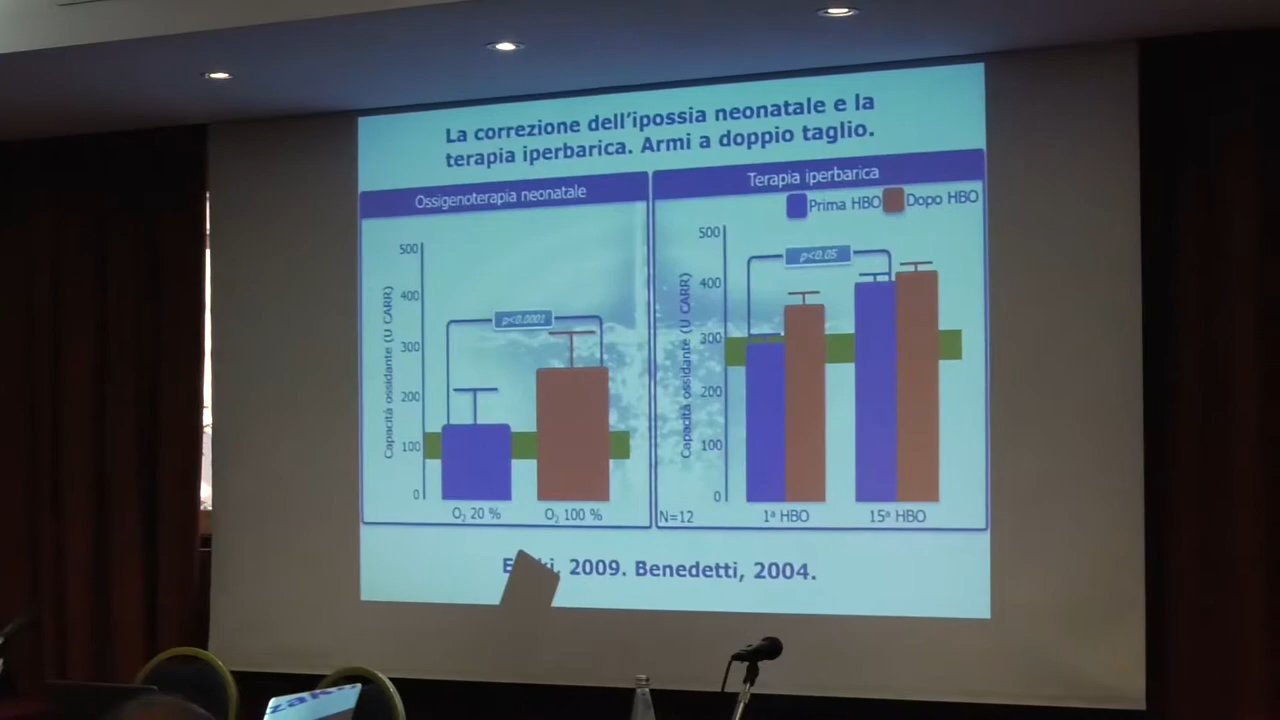 La correzione dell'ipossia neonatale e la
terapia iperbarica. Armi a doppio taglio.
Ossigenoterapia neonatale
Capacità ossidante (U CARR)
500
400
300
200
100
0
p<0.0001
O₂ 20 %
O₂ 100 %
Terapia iperbarica
Prima HBO
Dopo HBO
Capacità ossidante (U CARR)
500
400
300
200
100
0
p<0.05
N=12
1ª HBO
15ª HBO
2009. Benedetti, 2004.